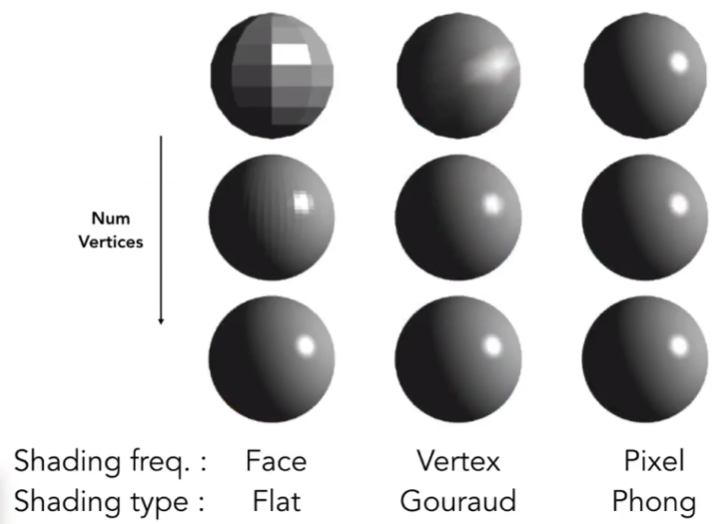 Num
Vertices
Shading freq. : Face Vertex Pixel
Shading type : Flat Gouraud Phong